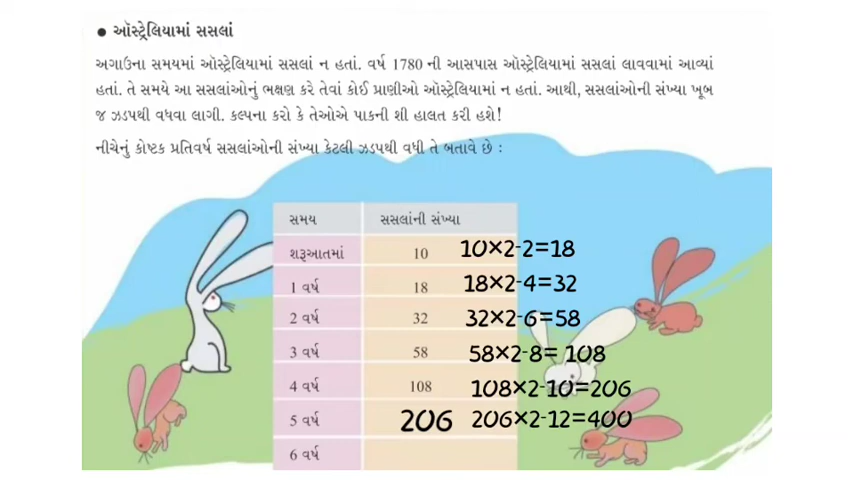 ● ઑસ્ટ્રેલિયામાં સસલાં
અગાઉના સમયમાં ઑસ્ટ્રેલિયામાં સસલાં ન હતાં. વર્ષ 1780 ની આસપાસ ઑસ્ટ્રેલિયામાં સસલાં લાવવામાં આવ્યાં
હતાં. તે સમયે આ સસલાંઓનું ભક્ષણ કરે તેવાં કોઈ પ્રાણીઓ ઑસ્ટ્રેલિયામાં ન હતાં. આથી, સસલાંઓની સંખ્યા ખૂબ
જ ઝડપથી વધવા લાગી. કલ્પના કરો કે તેઓએ પાકની શી હાલત કરી હશે!
નીચેનું કોષ્ટક પ્રતિવર્ષ સસલાંઓની સંખ્યા કેટલી ઝડપથી વધી તે બતાવે છે :
સમય સસલાંની સંખ્યા
શરૂઆતમાં 10 10×2-2=18
1 વર્ષ 18 18×2-4=32
2 વર્ષ 32 32×2-6=58
3 વર્ષ 58 58×2-8= 108
4 વર્ષ 108 108×2-10=206
5 વર્ષ 206 206×2-12=400
6 વર્ષ